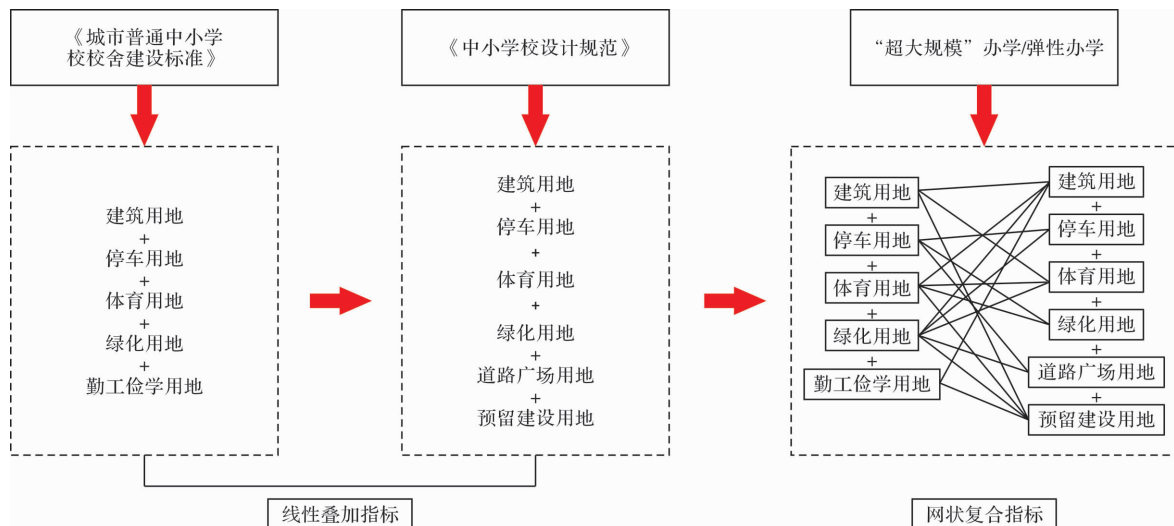 《城市普通中小学
校校舍建设标准》
《中小学校设计规范》
“超大规模”办学/弹性办学
建筑用地
+
停车用地
+
体育用地
+
绿化用地
+
勤工俭学用地
建筑用地
+
停车用地
+
体育用地
+
绿化用地
+
道路广场用地
+
预留建设用地
建筑用地
+
停车用地
+
体育用地
+
绿化用地
+
勤工俭学用地
建筑用地
+
停车用地
+
体育用地
+
绿化用地
+
道路广场用地
+
预留建设用地
线性叠加指标
网状复合指标